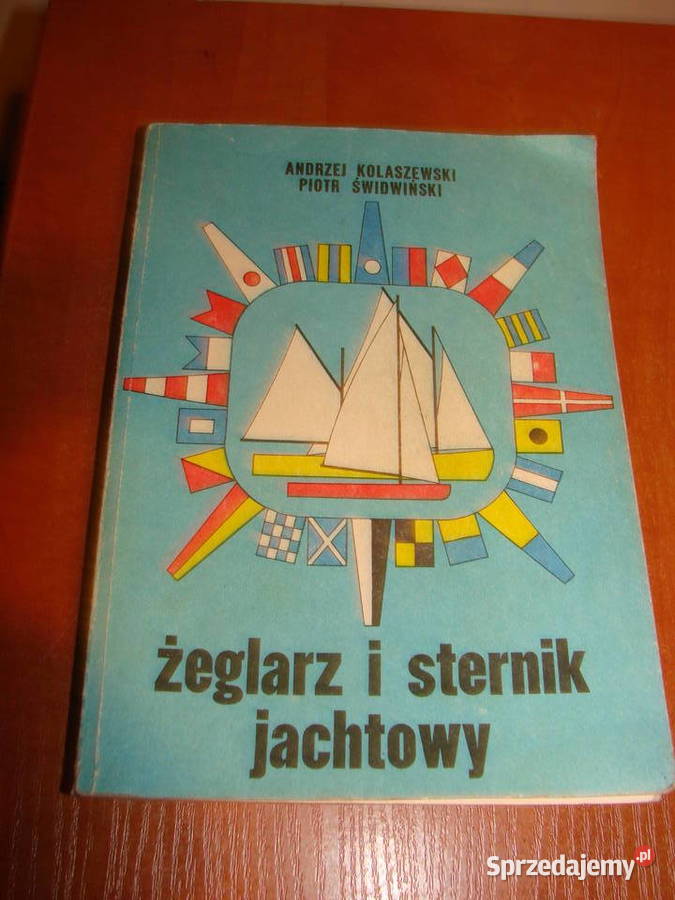 ANDRZEJ KOLASZEWSKI
PIOTR ŚWIDWIŃSKI
żeglarz i sternik
jachtowy
Sprzedajemy.pl